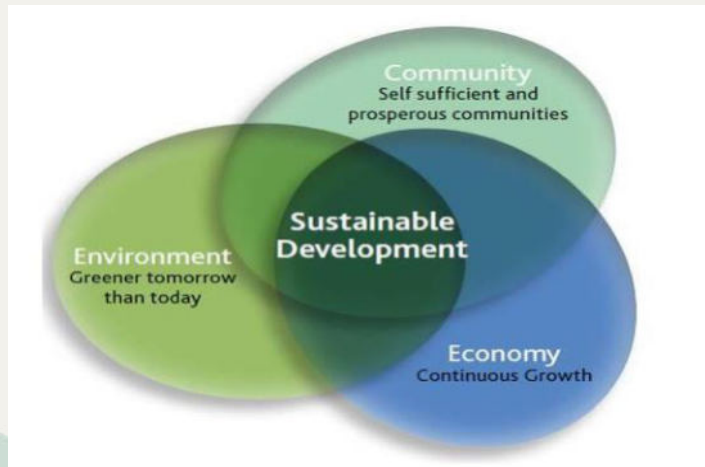 Community
Self sufficient and
prosperous communities
Sustainable
Development
Environment
Greener tomorrow
than today
Economy
Continuous Growth